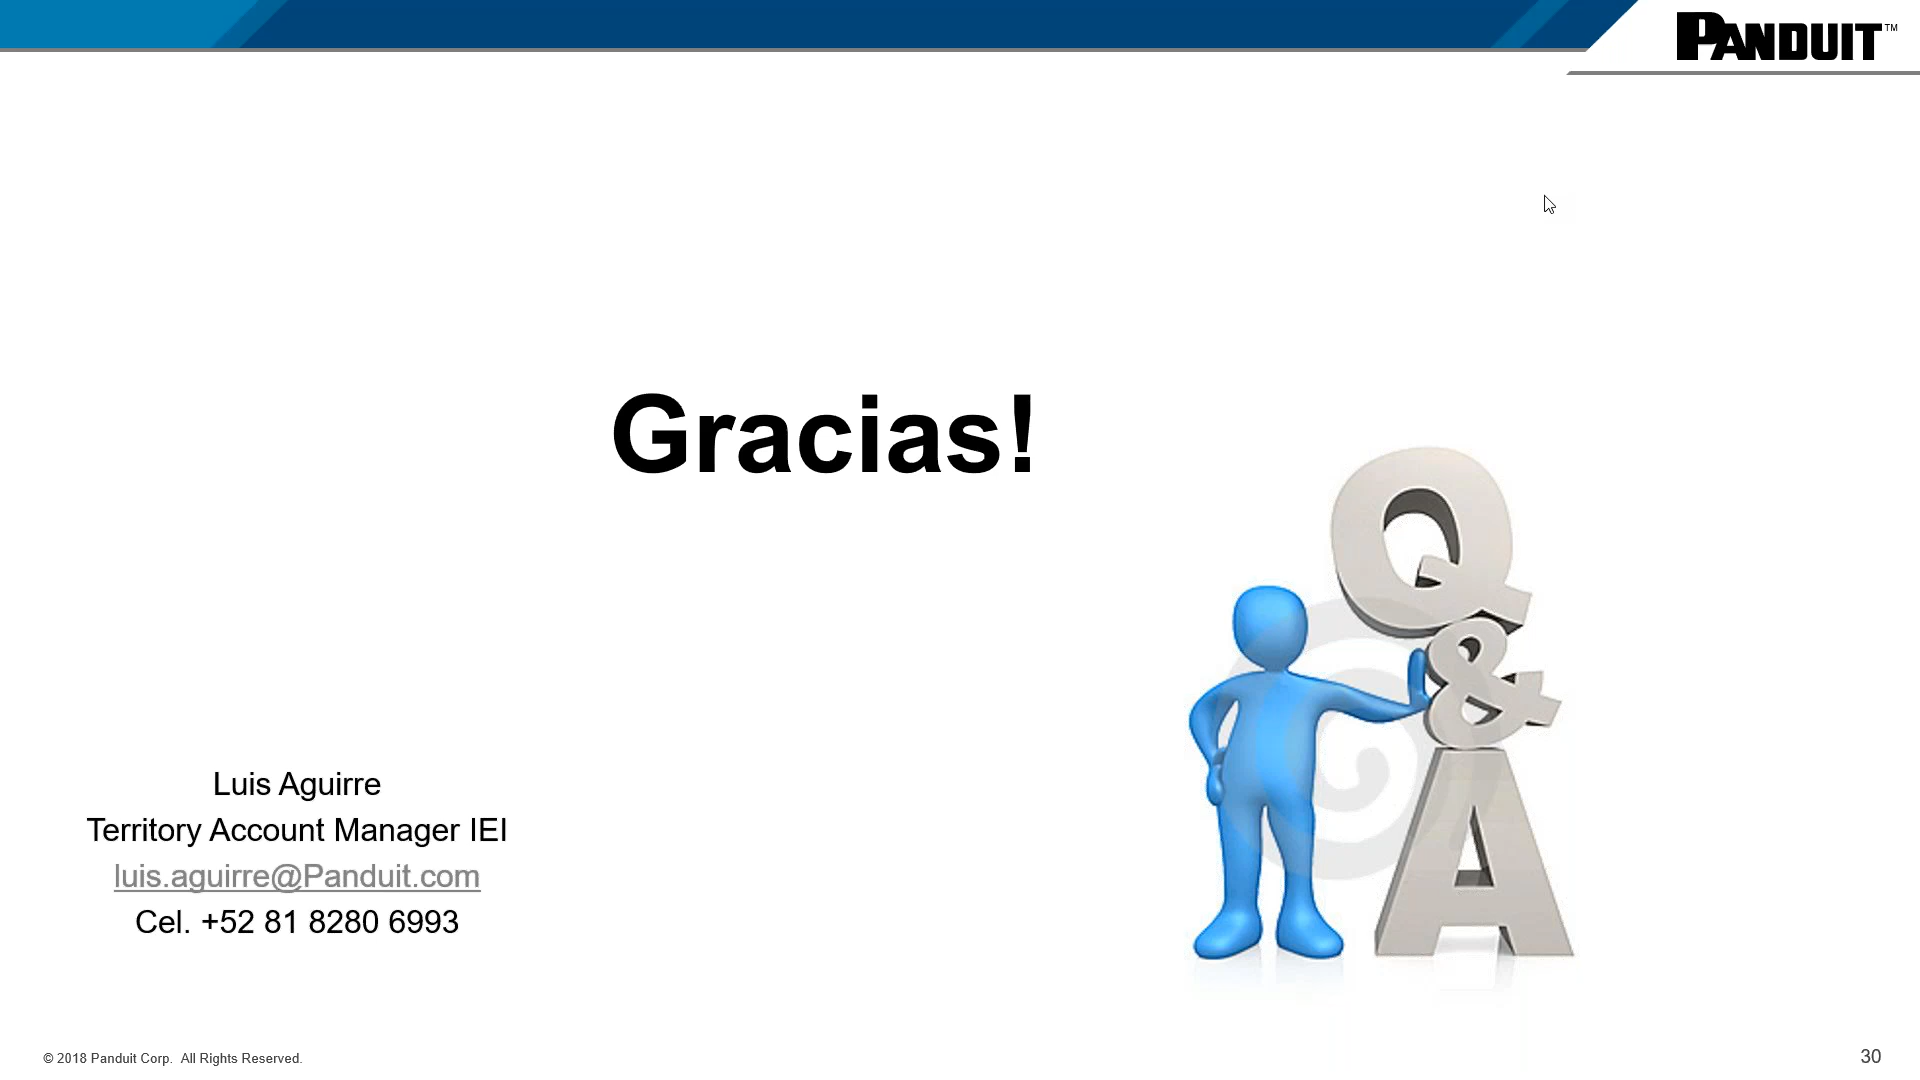 PANDUIT™
Gracias!
Q
&
A
Luis Aguirre
Territory Account Manager IEI
luis.aguirre@Panduit.com
Cel. +52 81 8280 6993
© 2018 Panduit Corp. All Rights Reserved.
30